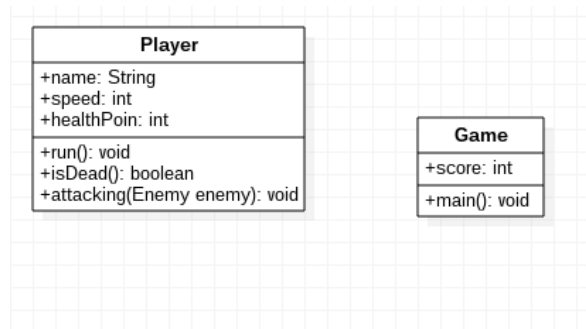 Player
+name: String
+speed: int
+healthPoin: int
+run(): void
+isDead(): boolean
+attacking(Enemy enemy): void
Game
+score: int
+main(): void